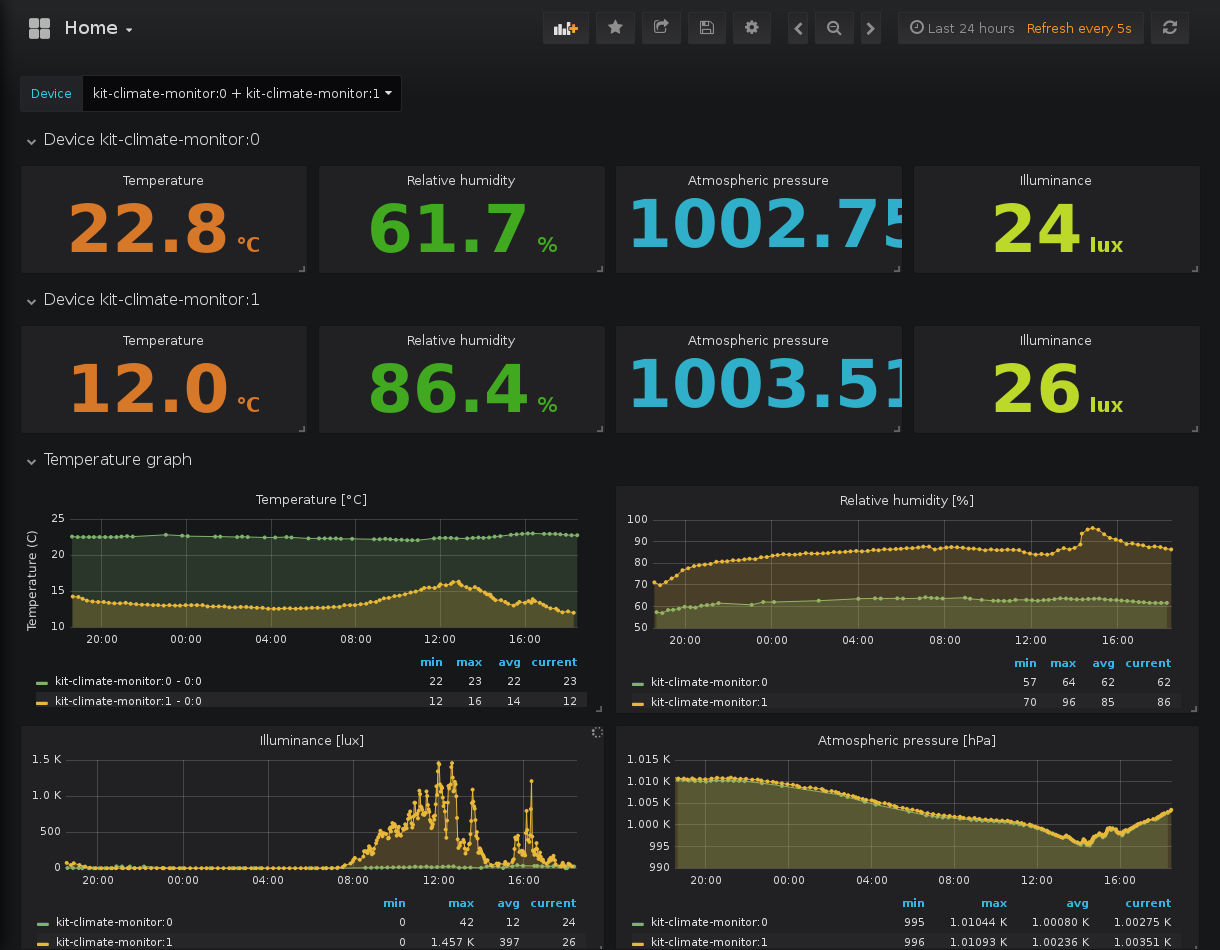 Home
Last 24 hours Refresh every 5s
Device kit-climate-monitor:0 + kit-climate-monitor:1
Device kit-climate-monitor:0
Temperature Relative humidity Atmospheric pressure Illuminance
22.8 °C 61.7 % 1002.75 24 lux
Device kit-climate-monitor:1
Temperature Relative humidity Atmospheric pressure Illuminance
12.0 °C 86.4 % 1003.51 26 lux
Temperature graph
Temperature [°C]
Temperature (C)
25
20
15
10
20:00 00:00 04:00 08:00 12:00 16:00
min max avg current
kit-climate-monitor:0 - 0:0 22 23 22 23
kit-climate-monitor:1 - 0:0 12 16 14 12
Relative humidity [%]
100
90
80
70
60
50
20:00 00:00 04:00 08:00 12:00 16:00
min max avg current
kit-climate-monitor:0 57 64 62 62
kit-climate-monitor:1 70 96 85 86
Illuminance [lux]
1.5 K
1.0 K
500
0
20:00 00:00 04:00 08:00 12:00 16:00
min max avg current
kit-climate-monitor:0 0 42 12 24
kit-climate-monitor:1 0 1.457 K 397 26
Atmospheric pressure [hPa]
1.015 K
1.010 K
1.005 K
1.000 K
995
990
20:00 00:00 04:00 08:00 12:00 16:00
min max avg current
kit-climate-monitor:0 995 1.01044 K 1.00080 K 1.00275 K
kit-climate-monitor:1 996 1.01093 K 1.00236 K 1.00351 K